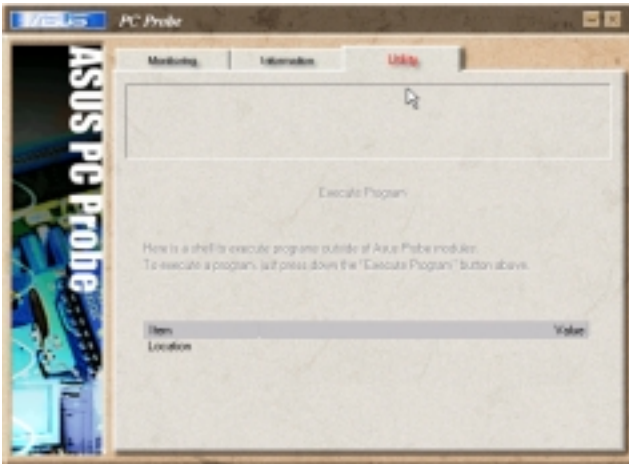 ASUS PC Probe
ASUS PC Probe
Monitoring Information Utility
Execute Program
Here is a shell to execute programs outside of Asus Probe modules.
To execute a program, just press down the "Execute Program" button above.
Item Value
Location